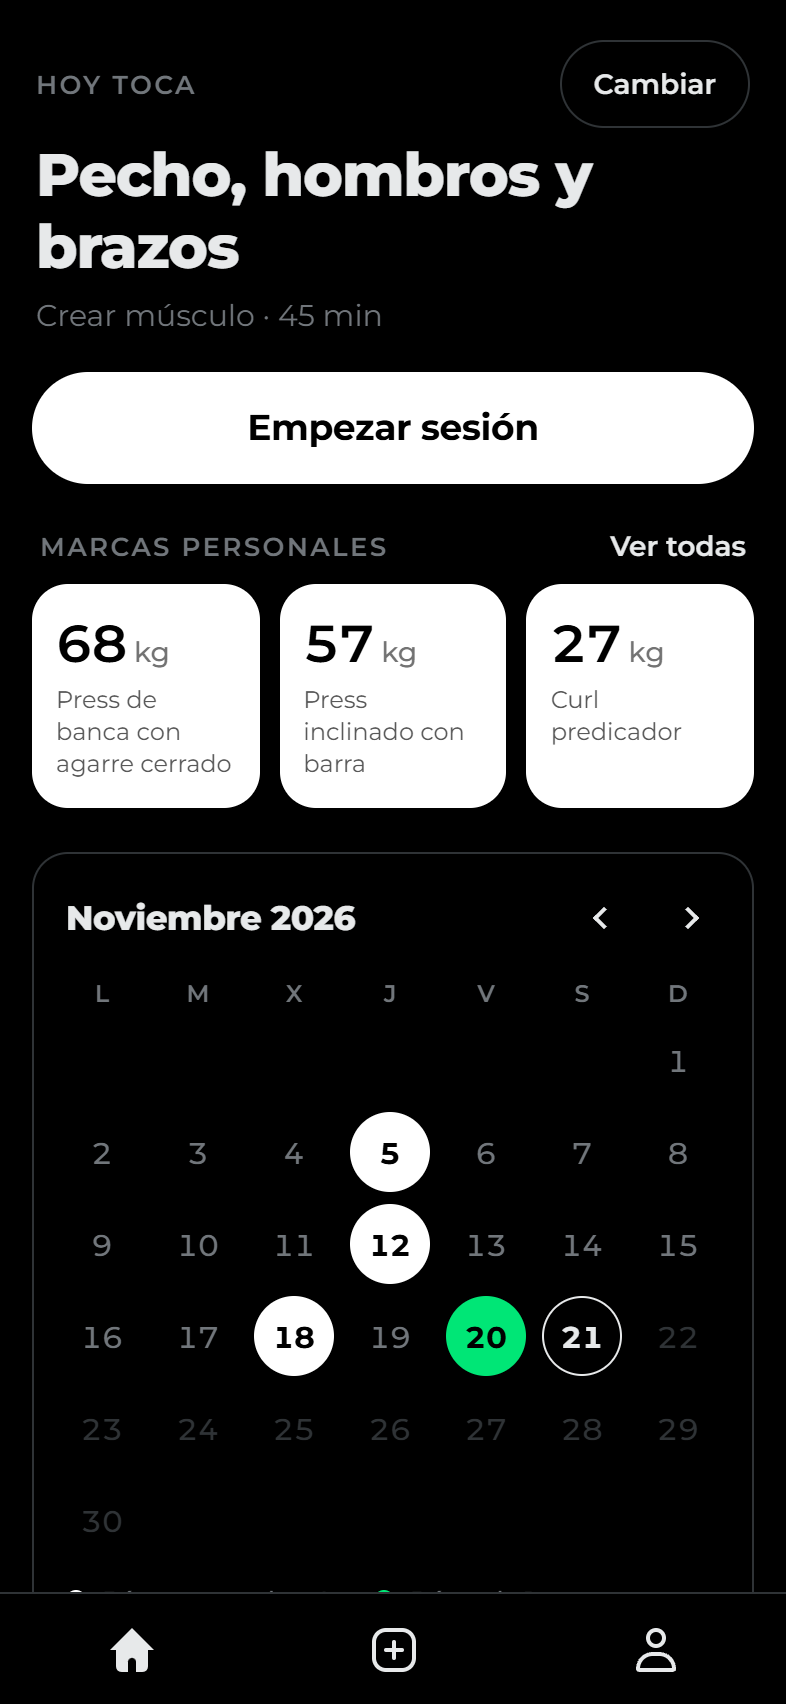 HOY TOCA
Cambiar
Pecho, hombros y
brazos
Crear músculo · 45 min
Empezar sesión
MARCAS PERSONALES
Ver todas
68 kg
Press de
banca con
agarre cerrado
57 kg
Press
inclinado con
barra
27 kg
Curl
predicador
Noviembre 2026
L M X J V S D
1
2 3 4 5 6 7 8
9 10 11 12 13 14 15
16 17 18 19 20 21 22
23 24 25 26 27 28 29
30